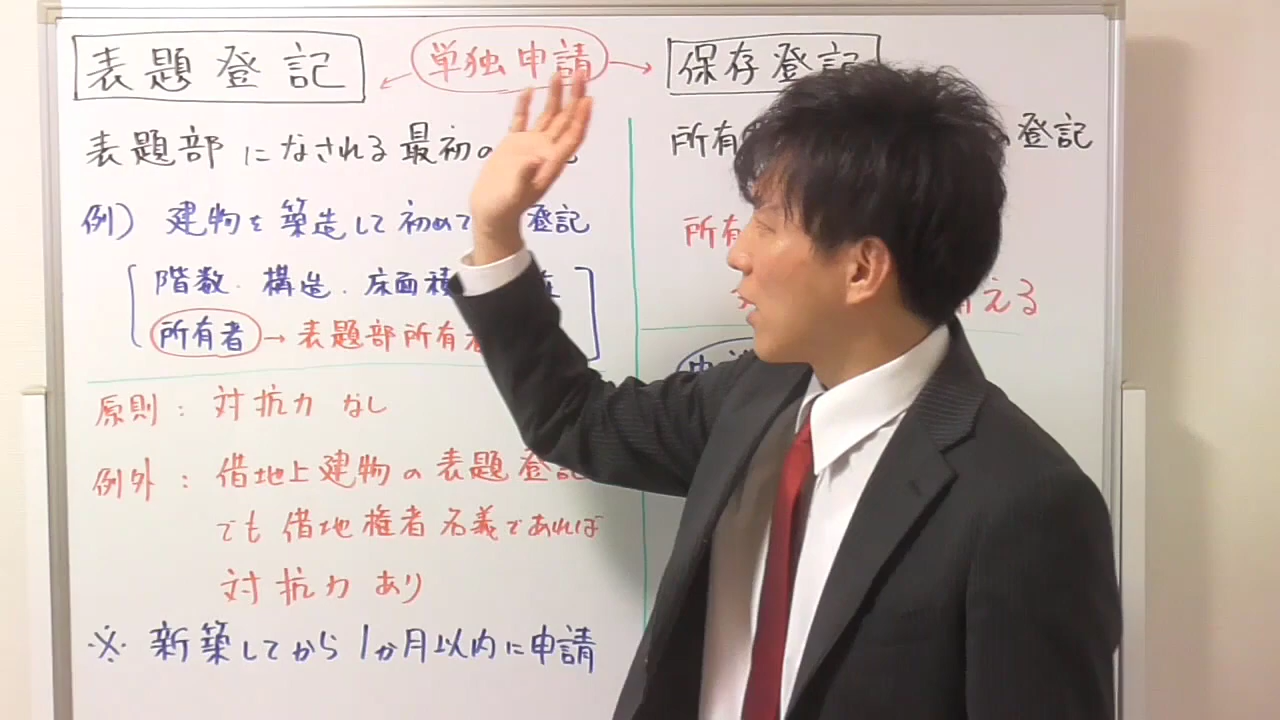 表題登記
単独申請
保存登記
表題部になされる最初の
所有
登記
例) 建物を築造して初めて
登記
階数・構造・床面積
所有者→表題部所有者
所有
える
原則：対抗力なし
例外：借地上建物の表題登記
でも借地権者名義であれば
対抗力あり
※新築してから1か月以内に申請